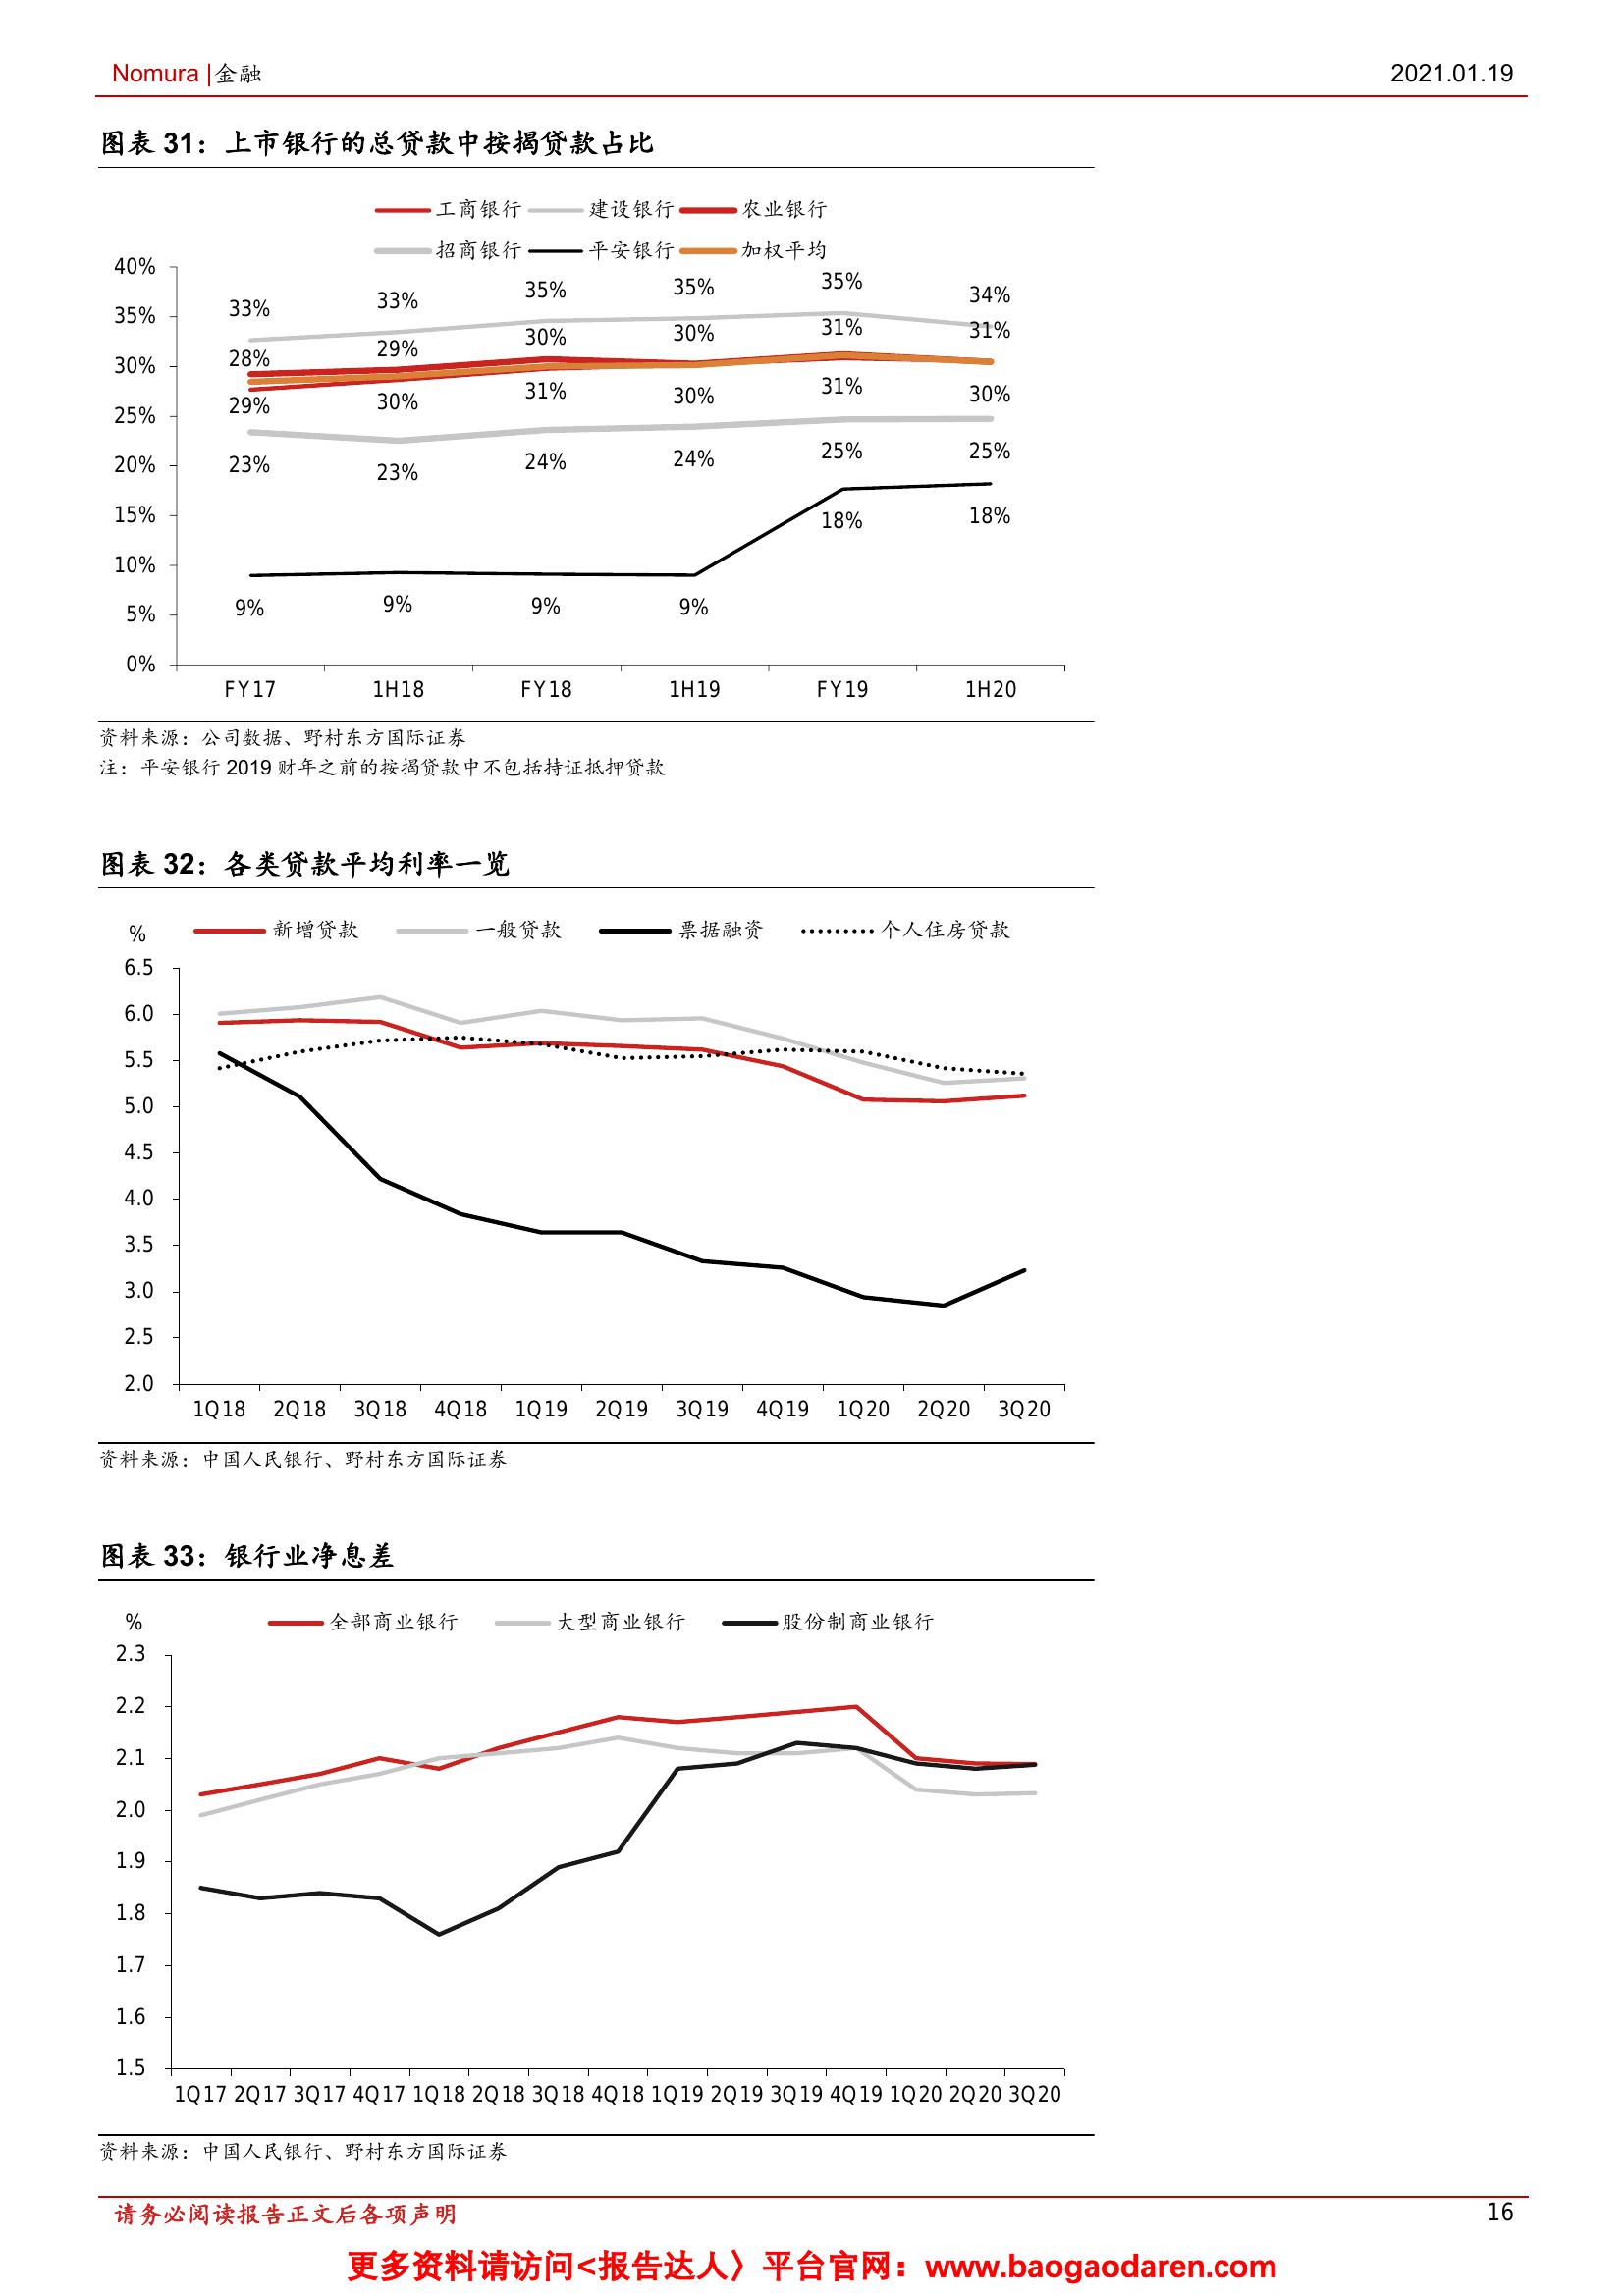 Nomura |金融
2021.01.19
图表 31：上市银行的总贷款中按揭贷款占比
工商银行 建设银行 农业银行
招商银行 平安银行 加权平均
40%
35%
30%
25%
20%
15%
10%
5%
0%
33% 33% 35% 35% 35% 34%
28% 29% 30% 30% 31% 31%
29% 30% 31% 30% 31% 30%
23% 23% 24% 24% 25% 25%
9% 9% 9% 9% 18% 18%
FY17 1H18 FY18 1H19 FY19 1H20
资料来源：公司数据、野村东方国际证券
注：平安银行 2019 财年之前的按揭贷款中不包括持证抵押贷款
图表 32：各类贷款平均利率一览
% 新增贷款 一般贷款 票据融资 个人住房贷款
6.5
6.0
5.5
5.0
4.5
4.0
3.5
3.0
2.5
2.0
1Q18 2Q18 3Q18 4Q18 1Q19 2Q19 3Q19 4Q19 1Q20 2Q20 3Q20
资料来源：中国人民银行、野村东方国际证券
图表 33：银行业净息差
% 全部商业银行 大型商业银行 股份制商业银行
2.3
2.2
2.1
2.0
1.9
1.8
1.7
1.6
1.5
1Q17 2Q17 3Q17 4Q17 1Q18 2Q18 3Q18 4Q18 1Q19 2Q19 3Q19 4Q19 1Q20 2Q20 3Q20
资料来源：中国人民银行、野村东方国际证券
请务必阅读报告正文后各项声明
16
更多资料请访问<报告达人〉平台官网：www.baogaodaren.com